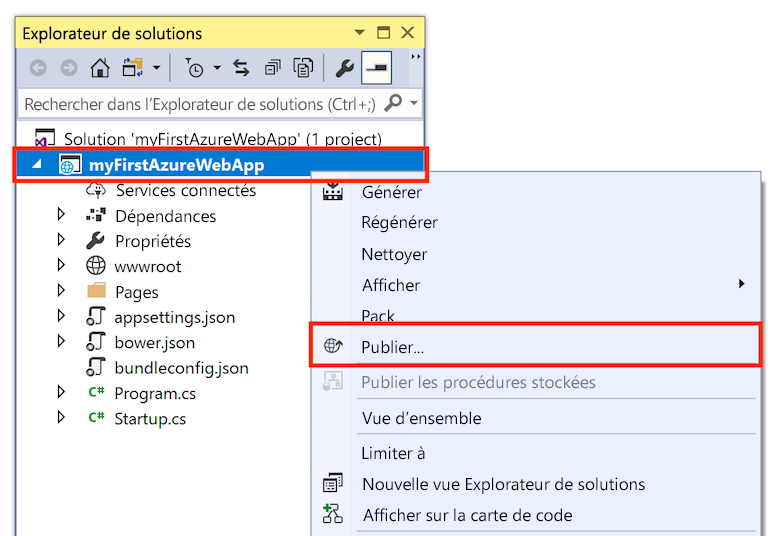 Explorateur de solutions
Rechercher dans l'Explorateur de solutions (Ctrl+;)
Solution 'myFirstAzureWebApp' (1 project)
myFirstAzureWebApp
Services connectés
Dépendances
Propriétés
wwwroot
Pages
appsettings.json
bower.json
bundleconfig.json
C# Program.cs
C# Startup.cs
Générer
Régénérer
Nettoyer
Afficher
Pack
Publier...
Publier les procédures stockées
Vue d’ensemble
Limiter à
Nouvelle vue Explorateur de solutions
Afficher sur la carte de code